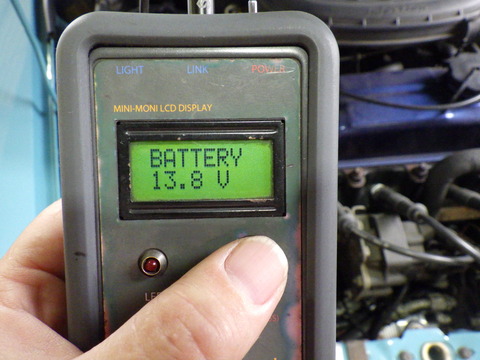 LIGHT LINK POWER
MINI-MONI LCD DISPLAY
BATTERY
13.8 V